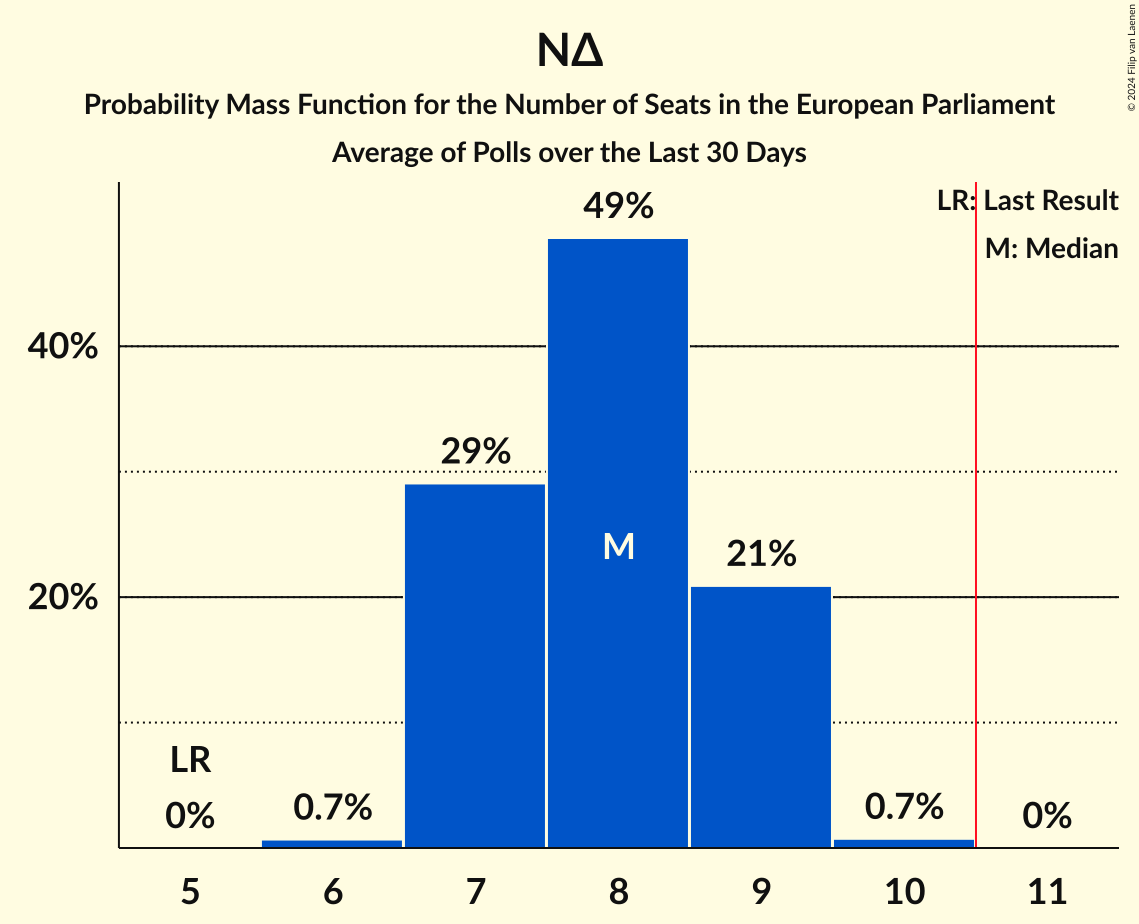 ΝΔ
Probability Mass Function for the Number of Seats in the European Parliament
Average of Polls over the Last 30 Days
© 2024 Filip van Laenen
LR: Last Result
M: Median
49%
40%
29%
M
21%
20%
LR
0%
0.7%
0.7%
0%
5 6 7 8 9 10 11